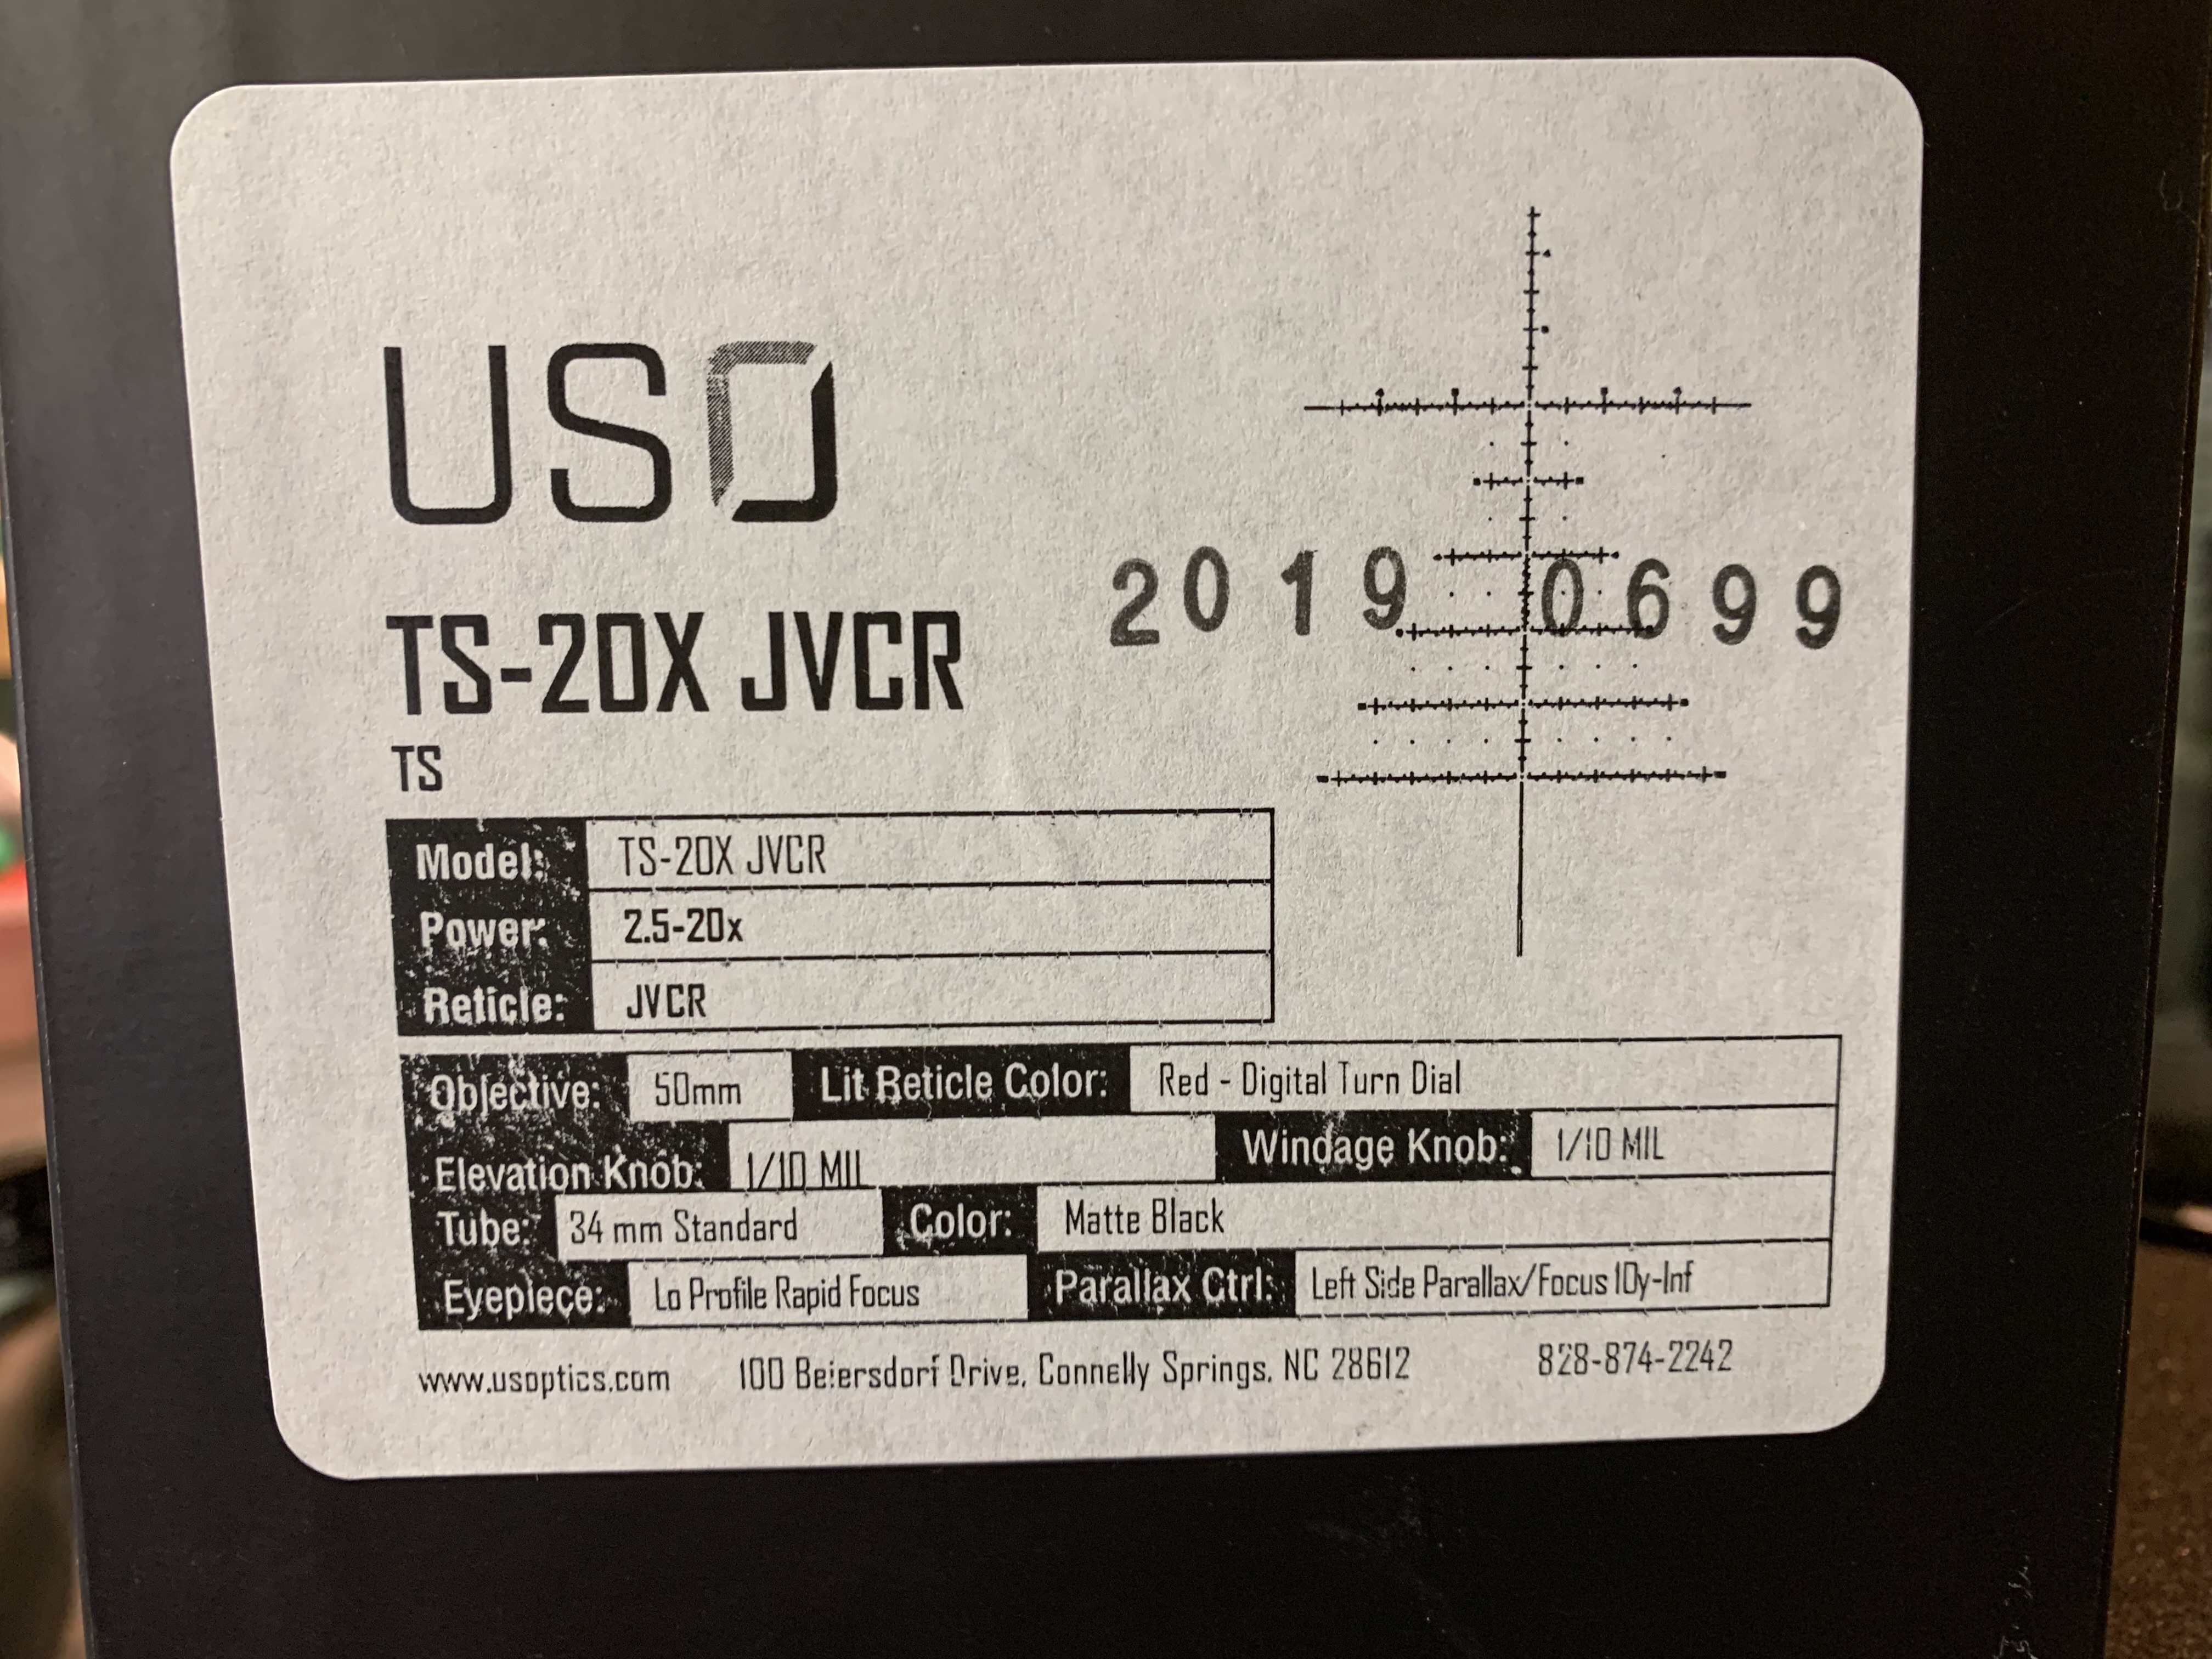 USO
2019 0699
TS-20X JVCR
TS
Model: TS-20X JVCR
Power: 2.5-20x
Reticle: JVCR
Objective: 50mm Lit Reticle Color: Red - Digital Turn Dial
Elevation Knob: 1/10 MIL Windage Knob: 1/10 MIL
Tube: 34 mm Standard Color: Matte Black
Eyepiece: Lo Profile Rapid Focus Parallax Ctrl: Left Side Parallax/Focus 10y-Inf
www.usoptics.com 100 Beiersdorf Drive, Connelly Springs, NC 28612 828-874-2242